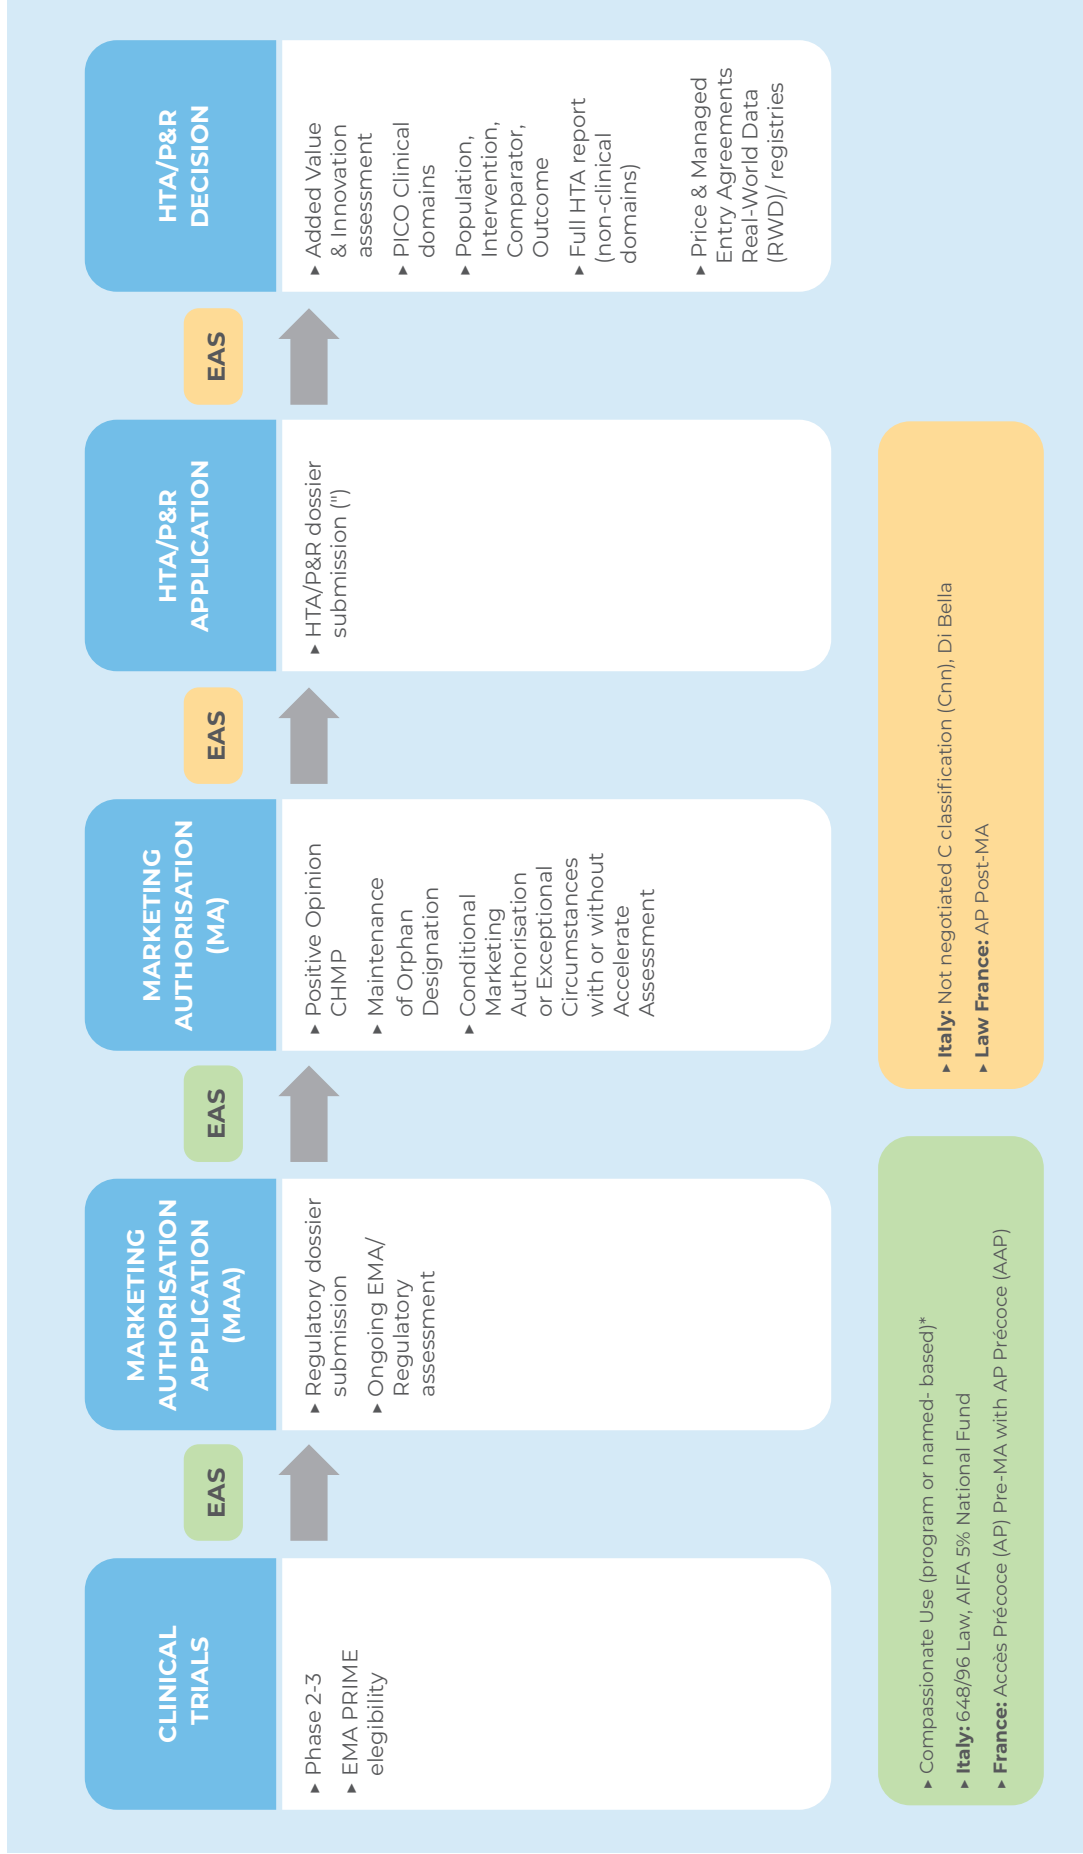 CLINICAL
TRIALS
▸ Phase 2-3
▸ EMA PRIME
elegibility
EAS
MARKETING
AUTHORISATION
APPLICATION
(MAA)
▸ Regulatory dossier
submission
▸ Ongoing EMA/
Regulatory
assessment
EAS
MARKETING
AUTHORISATION
(MA)
▸ Positive Opinion
CHMP
▸ Maintenance
of Orphan
Designation
▸ Conditional
Marketing
Authorisation
or Exceptional
Circumstances
with or without
Accelerate
Assessment
EAS
HTA/P&R
APPLICATION
▸ HTA/P&R dossier
submission (")
EAS
HTA/P&R
DECISION
▸ Added Value
& Innovation
assessment
▸ PICO Clinical
domains
▸ Population,
Intervention,
Comparator,
Outcome
▸ Full HTA report
(non-clinical
domains)
▸ Price & Managed
Entry Agreements
Real-World Data
(RWD)/ registries
▸ Compassionate Use (program or named- based)*
▸ Italy: 648/96 Law, AIFA 5% National Fund
▸ France: Accès Précoce (AP) Pre-MA with AP Précoce (AAP)
▸ Italy: Not negotiated C classification (Cnn), Di Bella
▸ Law France: AP Post-MA